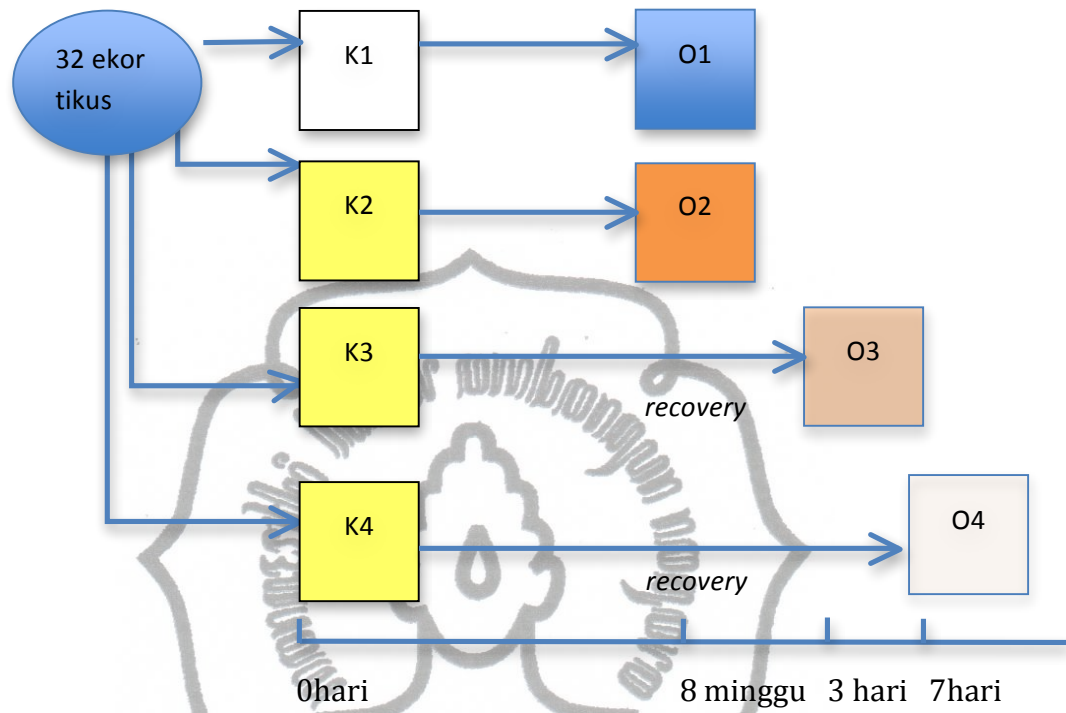 32 ekor
tikus
K1
O1
K2
O2
K3
O3
recovery
K4
O4
recovery
0hari
8 minggu
3 hari
7hari